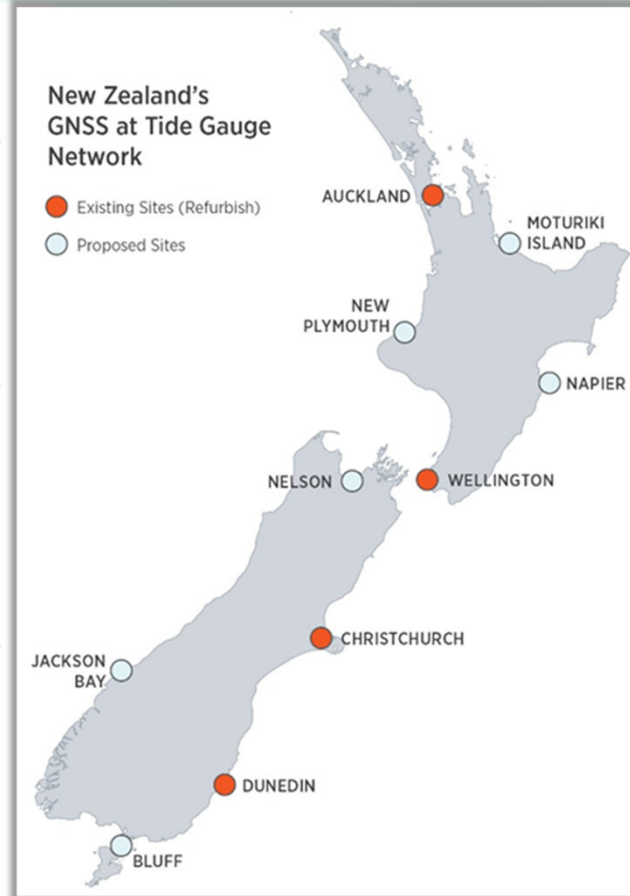 New Zealand's
GNSS at Tide Gauge
Network
Existing Sites (Refurbish)
Proposed Sites
AUCKLAND
MOTURIKI
ISLAND
NEW
PLYMOUTH
NAPIER
NELSON
WELLINGTON
CHRISTCHURCH
JACKSON
BAY
DUNEDIN
BLUFF